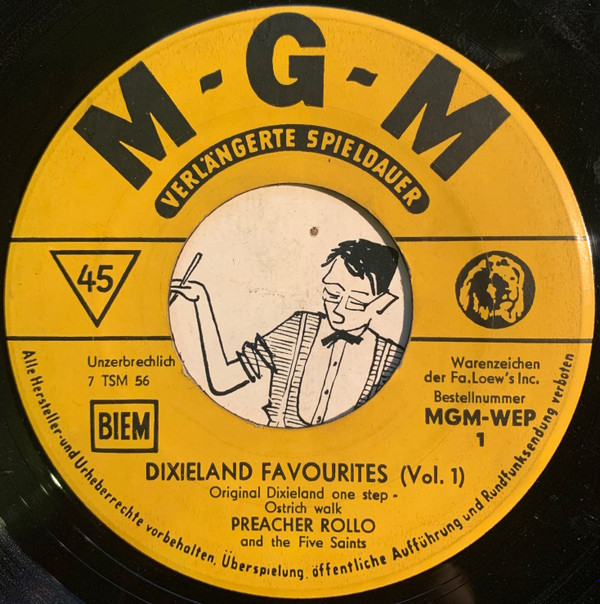 M-G-M
VERLÄNGERTE SPIELDAUER
45
Unzerbrechlich
7 TSM 56
BIEM
Warenzeichen
der Fa. Loew's Inc.
Bestellnummer
MGM-WEP
1
DIXIELAND FAVOURITES (Vol. 1)
Original Dixieland one step -
Ostrich walk
PREACHER ROLLO
and the Five Saints
Alle Hersteller- und Urheberrechte vorbehalten, Überspielung, öffentliche Aufführung und Rundfunksendung verboten